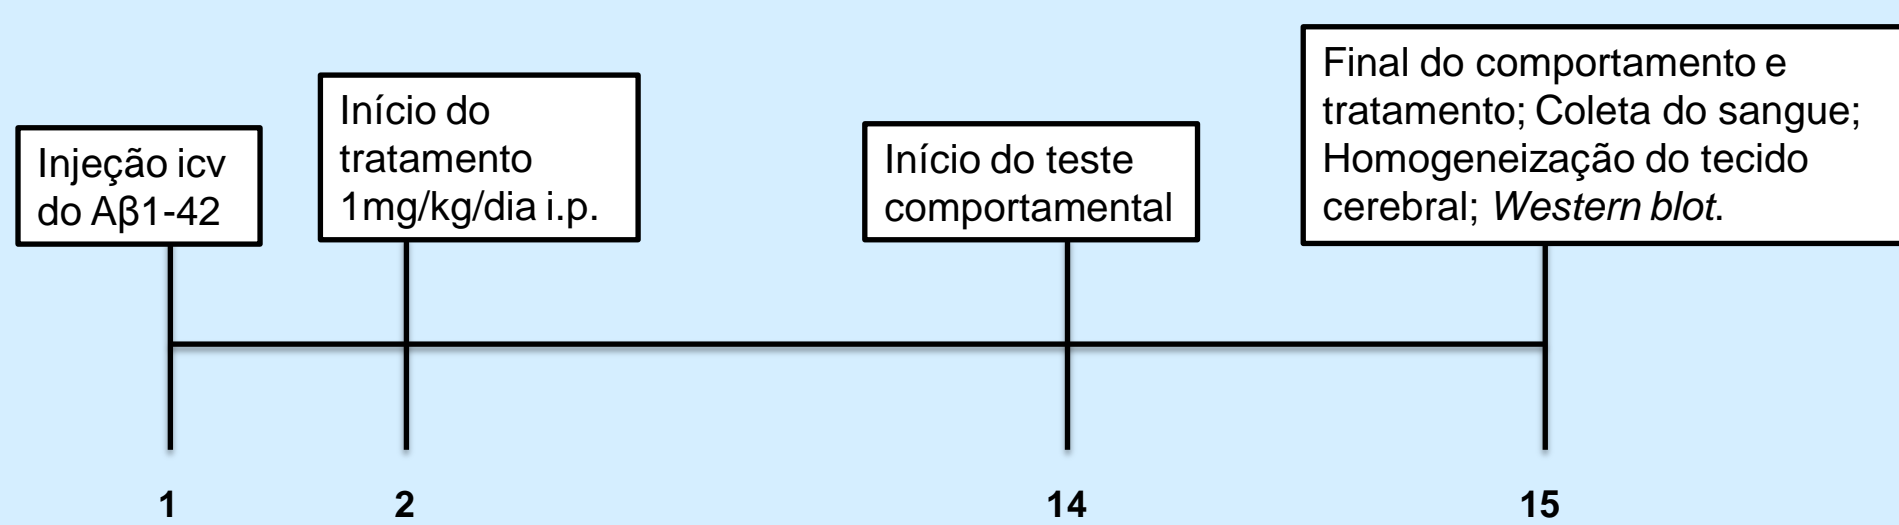 Injeção icv
do Aβ1-42
Início do
tratamento
1mg/kg/dia i.p.
Início do teste
comportamental
Final do comportamento e
tratamento; Coleta do sangue;
Homogeneização do tecido
cerebral; Western blot.
1
2
14
15